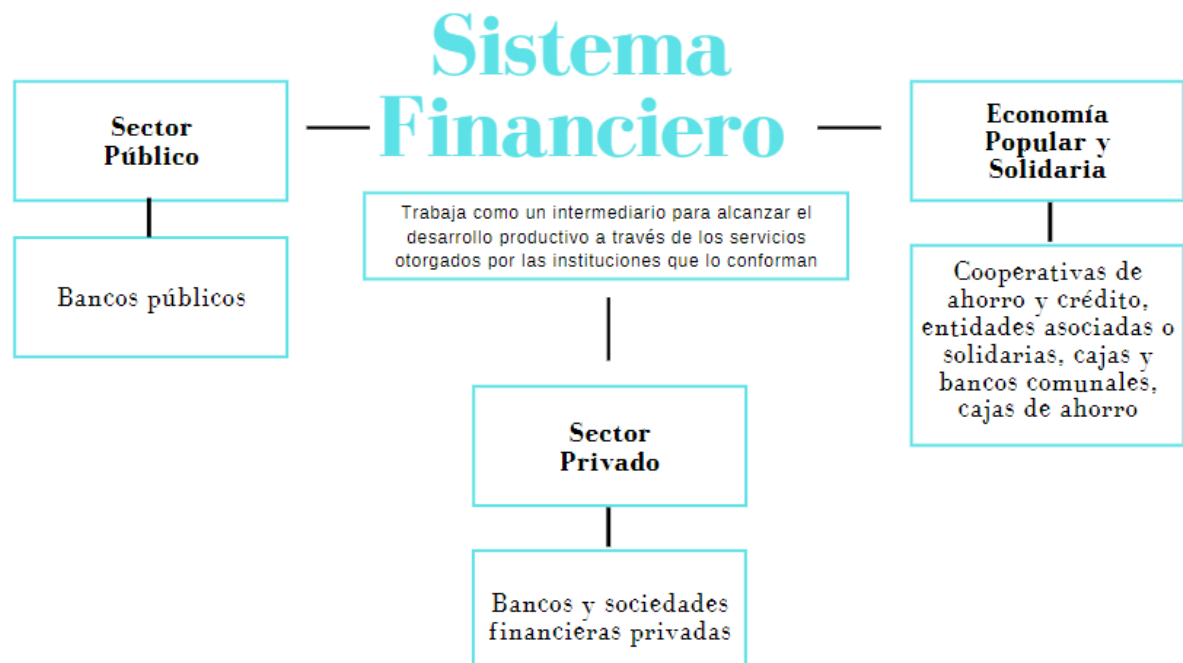 Sistema
Financiero
Sector
Público
Economía
Popular y
Solidaria
Trabaja como un intermediario para alcanzar el
desarrollo productivo a través de los servicios
otorgados por las instituciones que lo conforman
Bancos públicos
Cooperativas de
ahorro y crédito,
entidades asociadas o
solidarias, cajas y
bancos comunales,
cajas de ahorro
Sector
Privado
Bancos y sociedades
financieras privadas